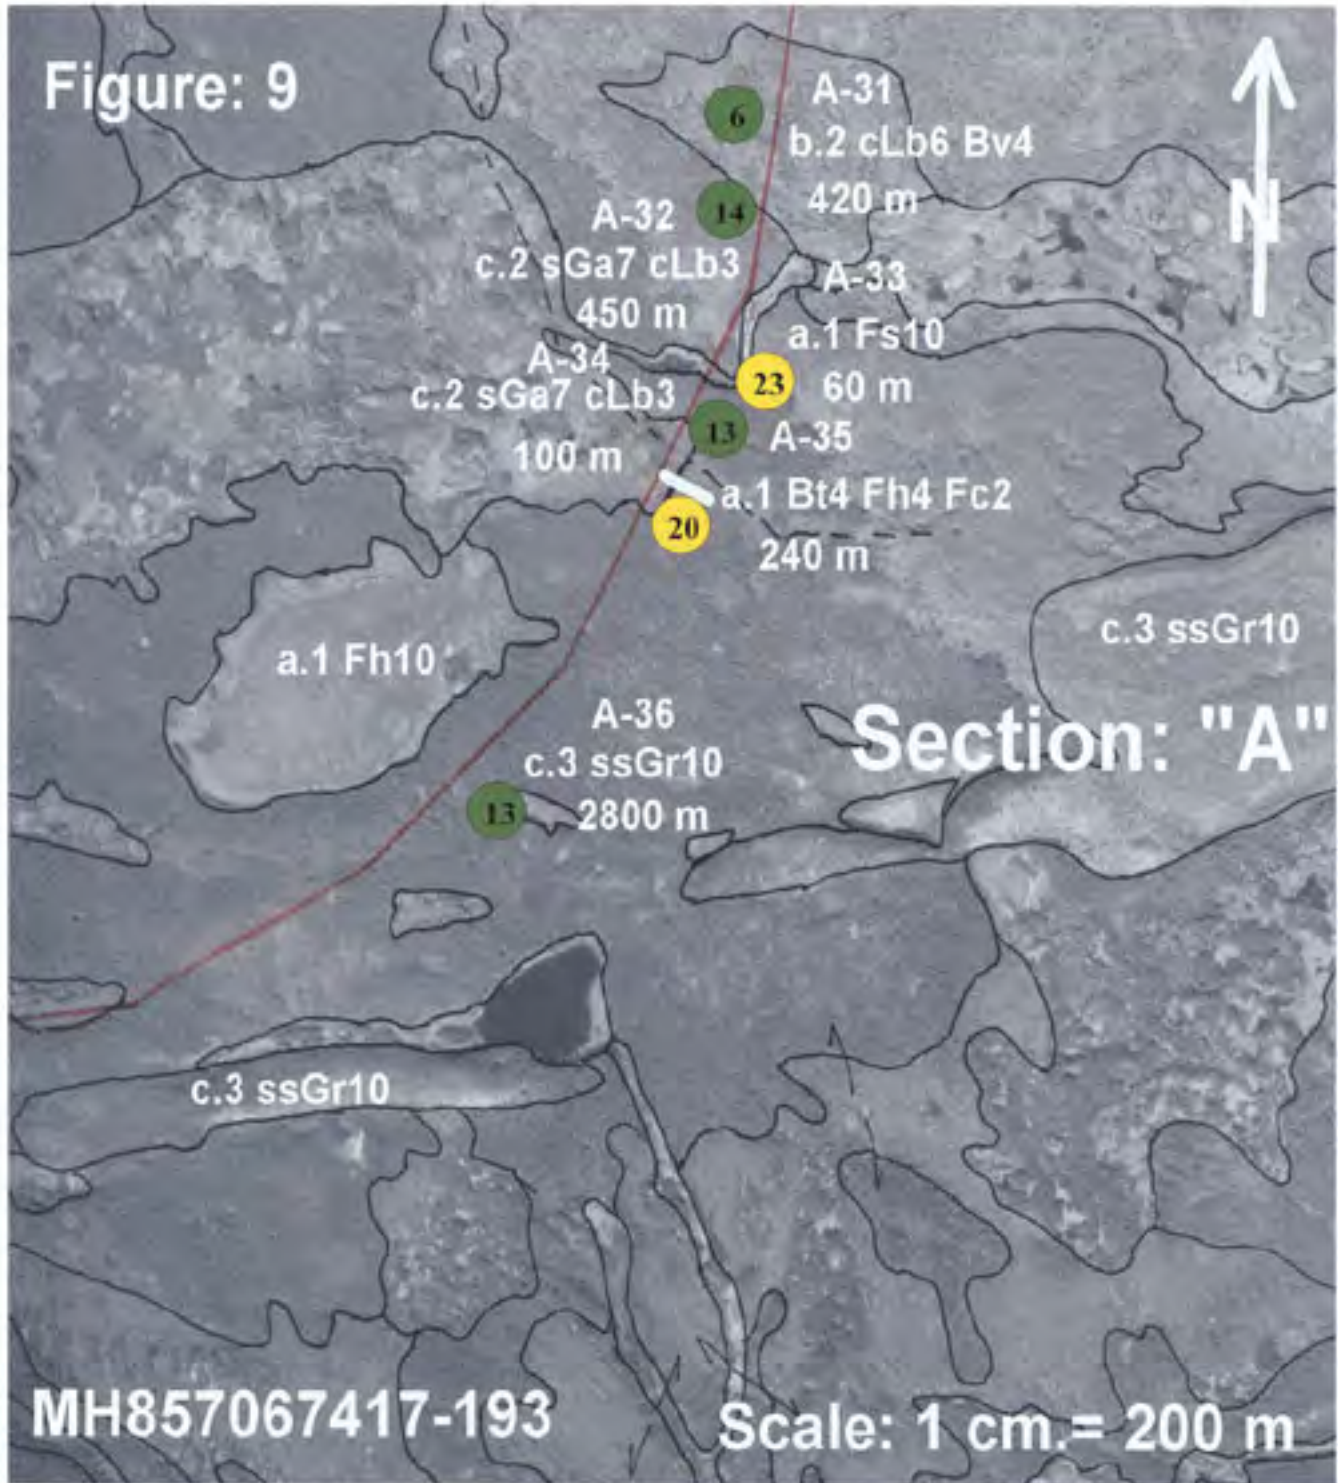 Figure: 9
N
6
A-31
b.2 cLb6 Bv4
420 m
14
A-32
c.2 sGa7 cLb3
450 m
A-33
a.1 Fs10
60 m
23
A-34
c.2 sGa7 cLb3
100 m
13
A-35
a.1 Bt4 Fh4 Fc2
240 m
20
a.1 Fh10
c.3 ssGr10
A-36
c.3 ssGr10
2800 m
13
Section: "A"
c.3 ssGr10
MH857067417-193
Scale: 1 cm.= 200 m